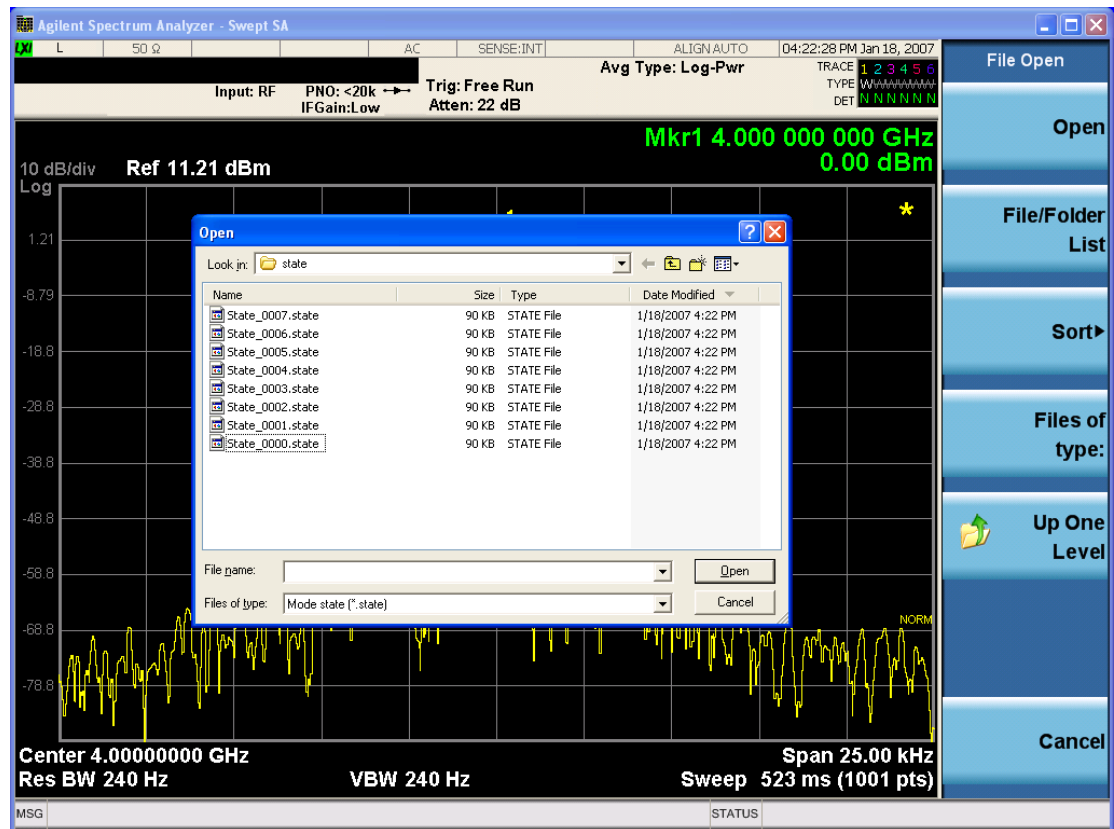 Agilent Spectrum Analyzer - Swept SA
LXI L 50 Ω AC SENSE:INT ALIGN AUTO 04:22:28 PM Jan 18, 2007
Input: RF
PNO: <20k
IFGain:Low
Trig: Free Run
Atten: 22 dB
Avg Type: Log-Pwr
TRACE 1 2 3 4 5 6
TYPE WWWWWW
DET N N N N N N
Mkr1 4.000 000 000 GHz
0.00 dBm
10 dB/div Ref 11.21 dBm
Log
1.21
-8.79
-18.8
-28.8
-38.8
-48.8
-58.8
-68.8
-78.8
*
NORM
Open
Look in: state
Name Size Type Date Modified
State_0007.state 90 KB STATE File 1/18/2007 4:22 PM
State_0006.state 90 KB STATE File 1/18/2007 4:22 PM
State_0005.state 90 KB STATE File 1/18/2007 4:22 PM
State_0004.state 90 KB STATE File 1/18/2007 4:22 PM
State_0003.state 90 KB STATE File 1/18/2007 4:22 PM
State_0002.state 90 KB STATE File 1/18/2007 4:22 PM
State_0001.state 90 KB STATE File 1/18/2007 4:22 PM
State_0000.state 90 KB STATE File 1/18/2007 4:22 PM
File name: Open
Files of type: Mode state (*.state) Cancel
Center 4.00000000 GHz Span 25.00 kHz
Res BW 240 Hz VBW 240 Hz Sweep 523 ms (1001 pts)
MSG STATUS
File Open
Open
File/Folder
List
Sort
Files of
type:
Up One
Level
Cancel